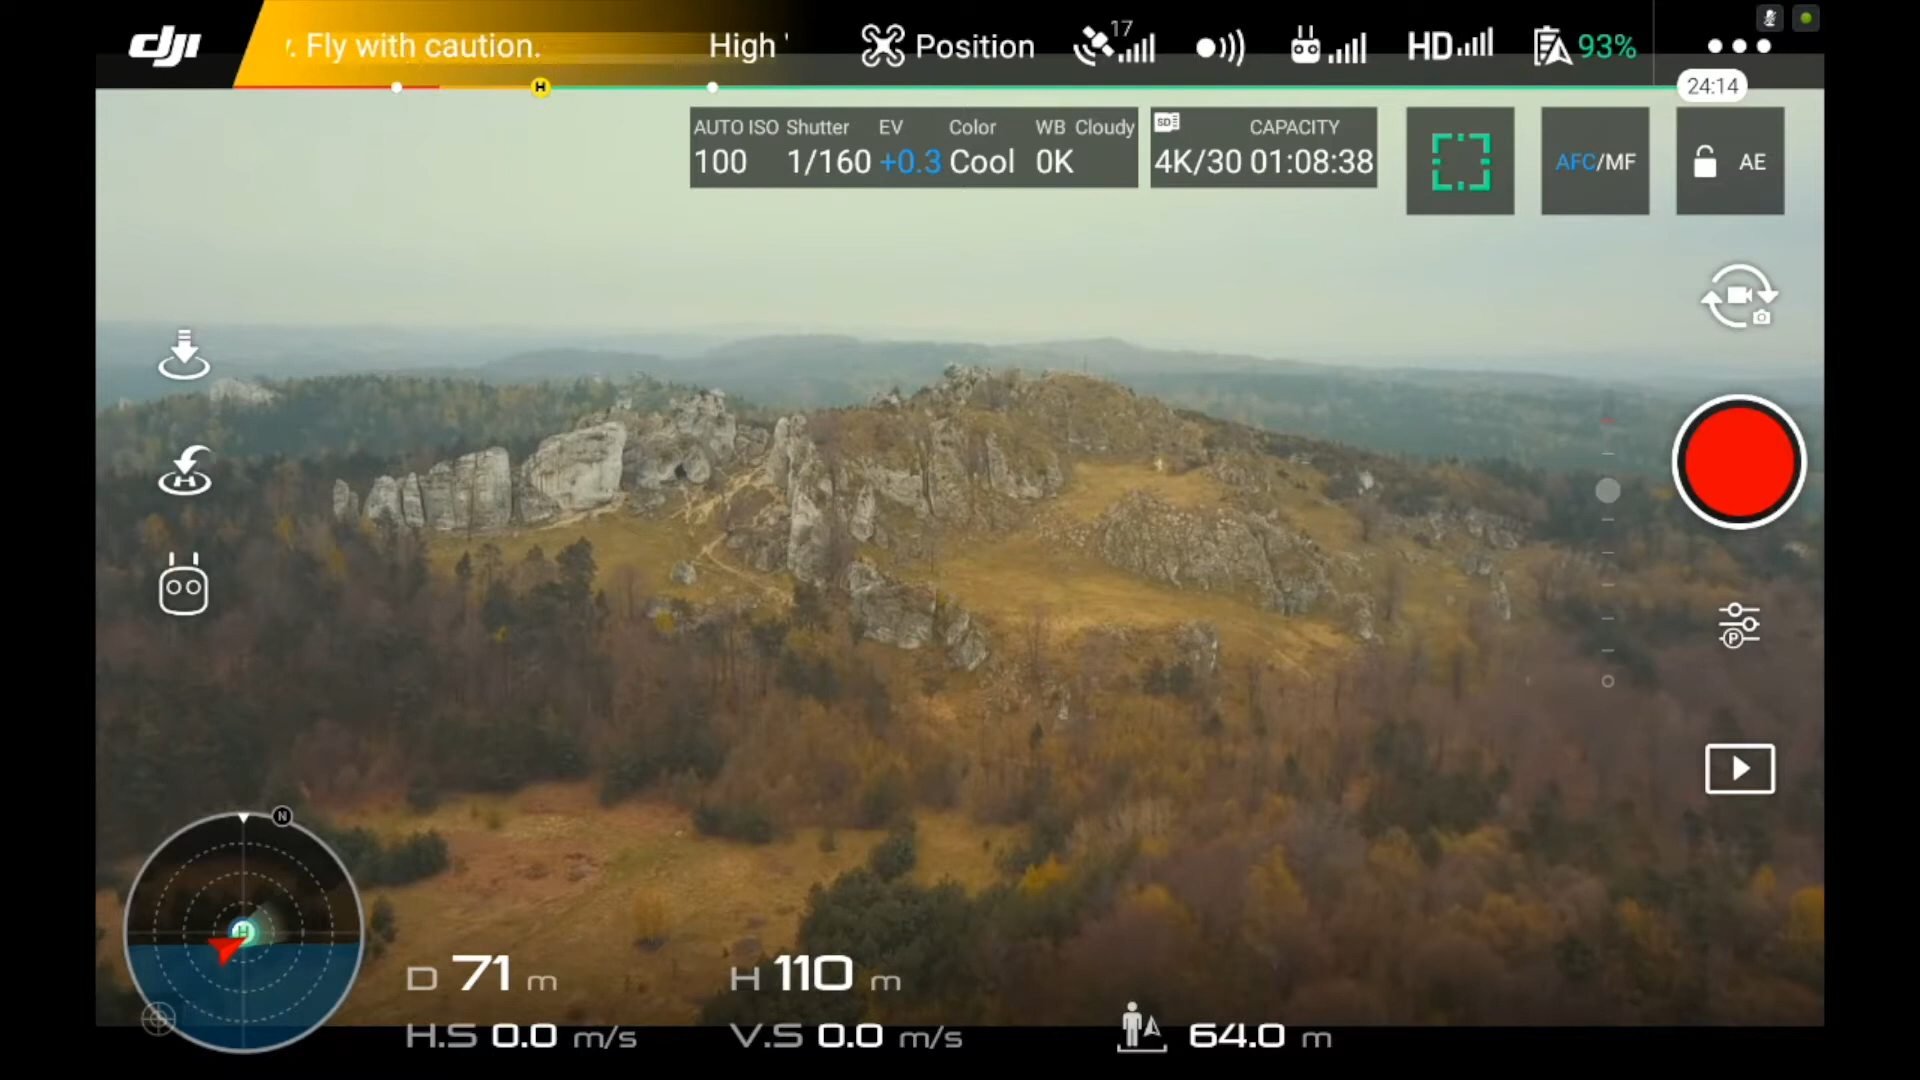 dji
. Fly with caution.
High
Position
17
HD
93%
24:14
AUTO ISO Shutter EV Color WB Cloudy
100 1/160 +0.3 Cool 0K
SD CAPACITY
4K/30 01:08:38
AFC/MF
AE
P
N
H
H
D 71 m
H 110 m
H.S 0.0 m/s
V.S 0.0 m/s
64.0 m